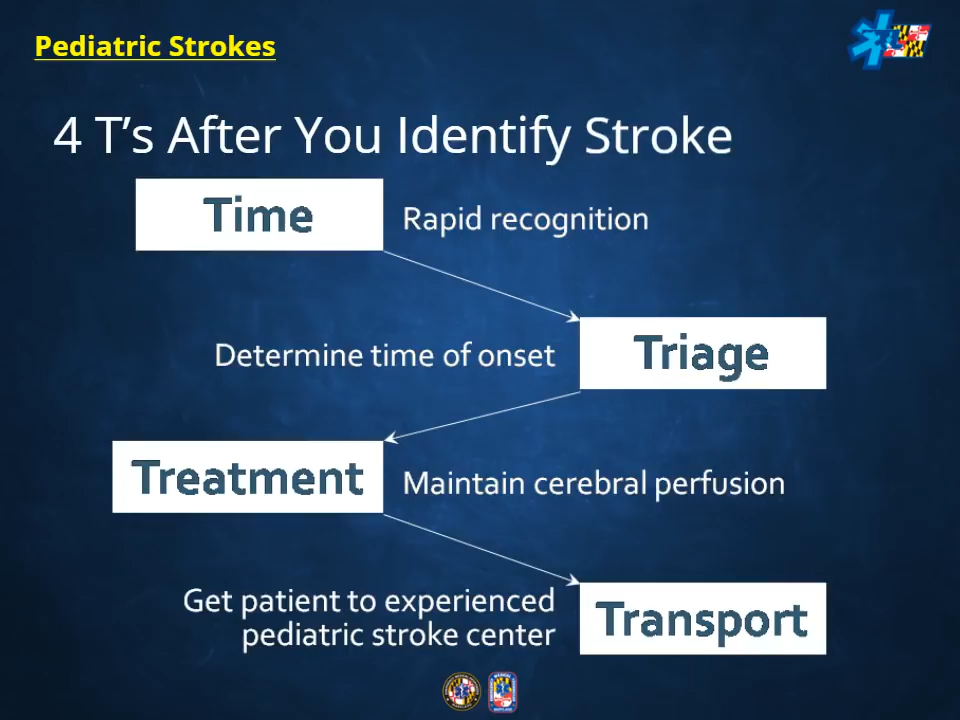 Pediatric Strokes
4 T’s After You Identify Stroke
Time
Rapid recognition
Determine time of onset
Triage
Treatment
Maintain cerebral perfusion
Get patient to experienced
pediatric stroke center
Transport